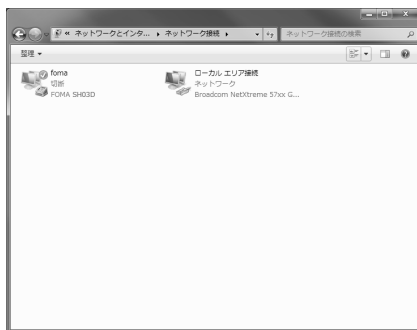 « ネットワークとインタ... ▸ ネットワーク接続 ▸
ネットワーク接続の検索
整理 ▾
foma
切断
FOMA SH03D
ローカル エリア接続
ネットワーク
Broadcom NetXtreme 57xx G...